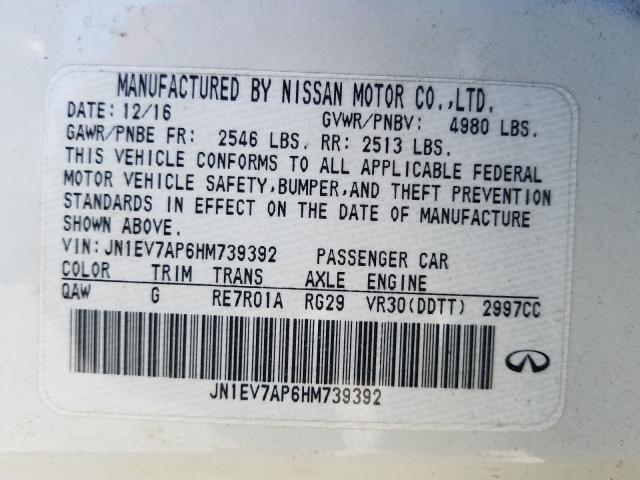 MANUFACTURED BY NISSAN MOTOR CO.,LTD.
DATE: 12/16 GVWR/PNBV: 4980 LBS.
GAWR/PNBE FR: 2546 LBS. RR: 2513 LBS.
THIS VEHICLE CONFORMS TO ALL APPLICABLE FEDERAL
MOTOR VEHICLE SAFETY,BUMPER,AND THEFT PREVENTION
STANDARDS IN EFFECT ON THE DATE OF MANUFACTURE
SHOWN ABOVE.
VIN:JN1EV7AP6HM739392 PASSENGER CAR
COLOR TRIM TRANS AXLE ENGINE
QAW G RE7R01A RG29 VR30(DDTT) 2997CC
JN1EV7AP6HM739392